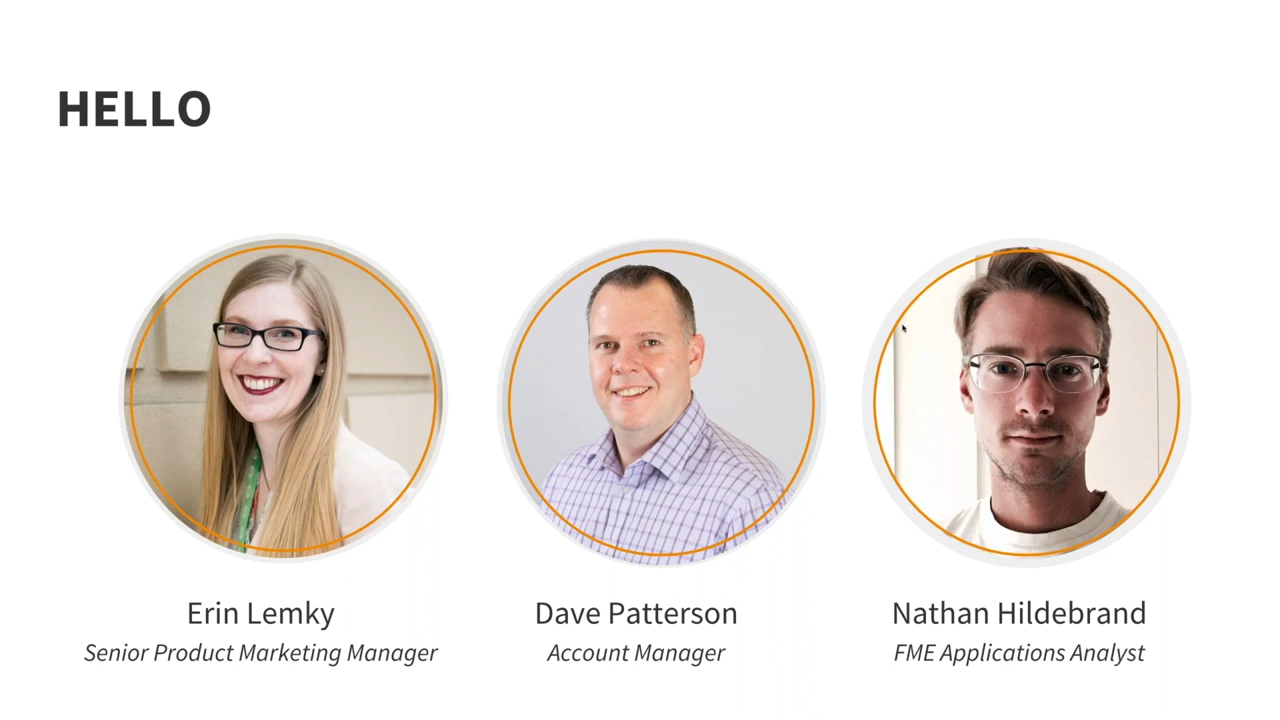 HELLO
Erin Lemky
Senior Product Marketing Manager
Dave Patterson
Account Manager
Nathan Hildebrand
FME Applications Analyst